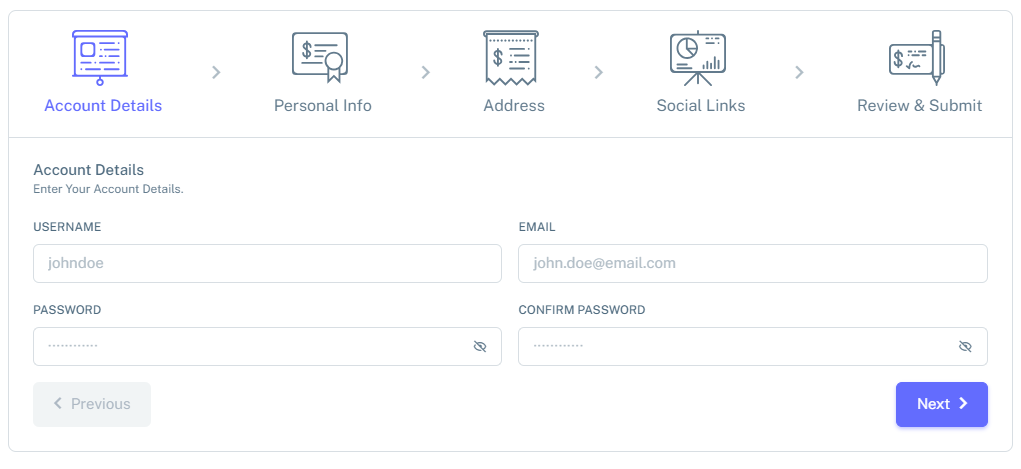 Account Details
Personal Info
Address
Social Links
Review & Submit
Account Details
Enter Your Account Details.
USERNAME
EMAIL
johndoe
john.doe@email.com
PASSWORD
CONFIRM PASSWORD
············
············
Previous
Next